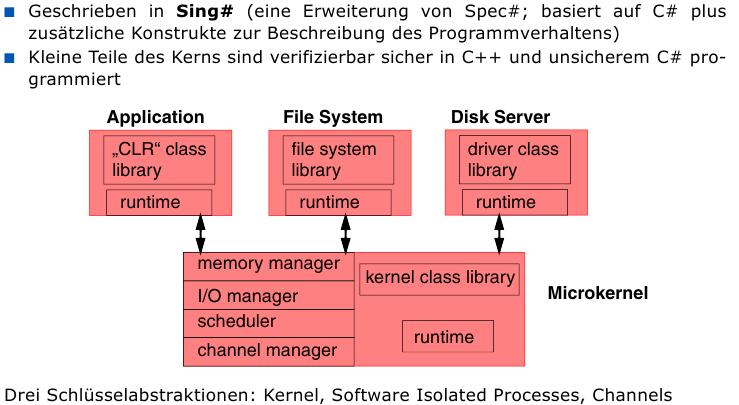 Geschrieben in Sing# (eine Erweiterung von Spec#; basiert auf C# plus
zusätzliche Konstrukte zur Beschreibung des Programmverhaltens)
Kleine Teile des Kerns sind verifizierbar sicher in C++ und unsicherem C# pro-
grammiert
Application
File System
Disk Server
„CLR“ class
library
runtime
file system
library
runtime
driver class
library
runtime
memory manager
I/O manager
scheduler
channel manager
kernel class library
runtime
Microkernel
Drei Schlüsselabstraktionen: Kernel, Software Isolated Processes, Channels